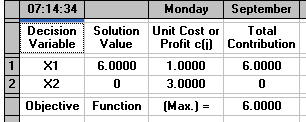 07:14:34 Monday September
Decision Variable Solution Value Unit Cost or Profit c(j) Total Contribution
1 X1 6.0000 1.0000 6.0000
2 X2 0 3.0000 0
Objective Function (Max.) = 6.0000